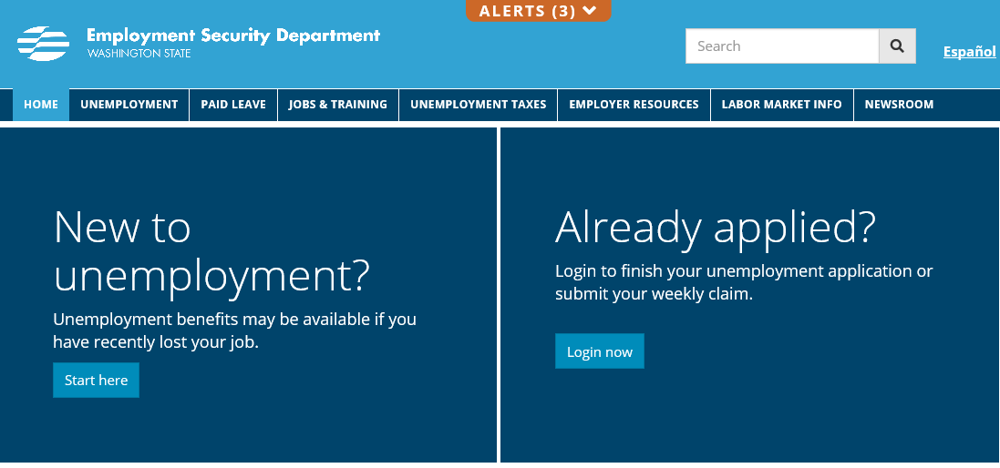 ALERTS (3)
Employment Security Department
WASHINGTON STATE
Search
Español
HOME
UNEMPLOYMENT
PAID LEAVE
JOBS & TRAINING
UNEMPLOYMENT TAXES
EMPLOYER RESOURCES
LABOR MARKET INFO
NEWSROOM
New to
unemployment?
Unemployment benefits may be available if you
have recently lost your job.
Start here
Already applied?
Login to finish your unemployment application or
submit your weekly claim.
Login now